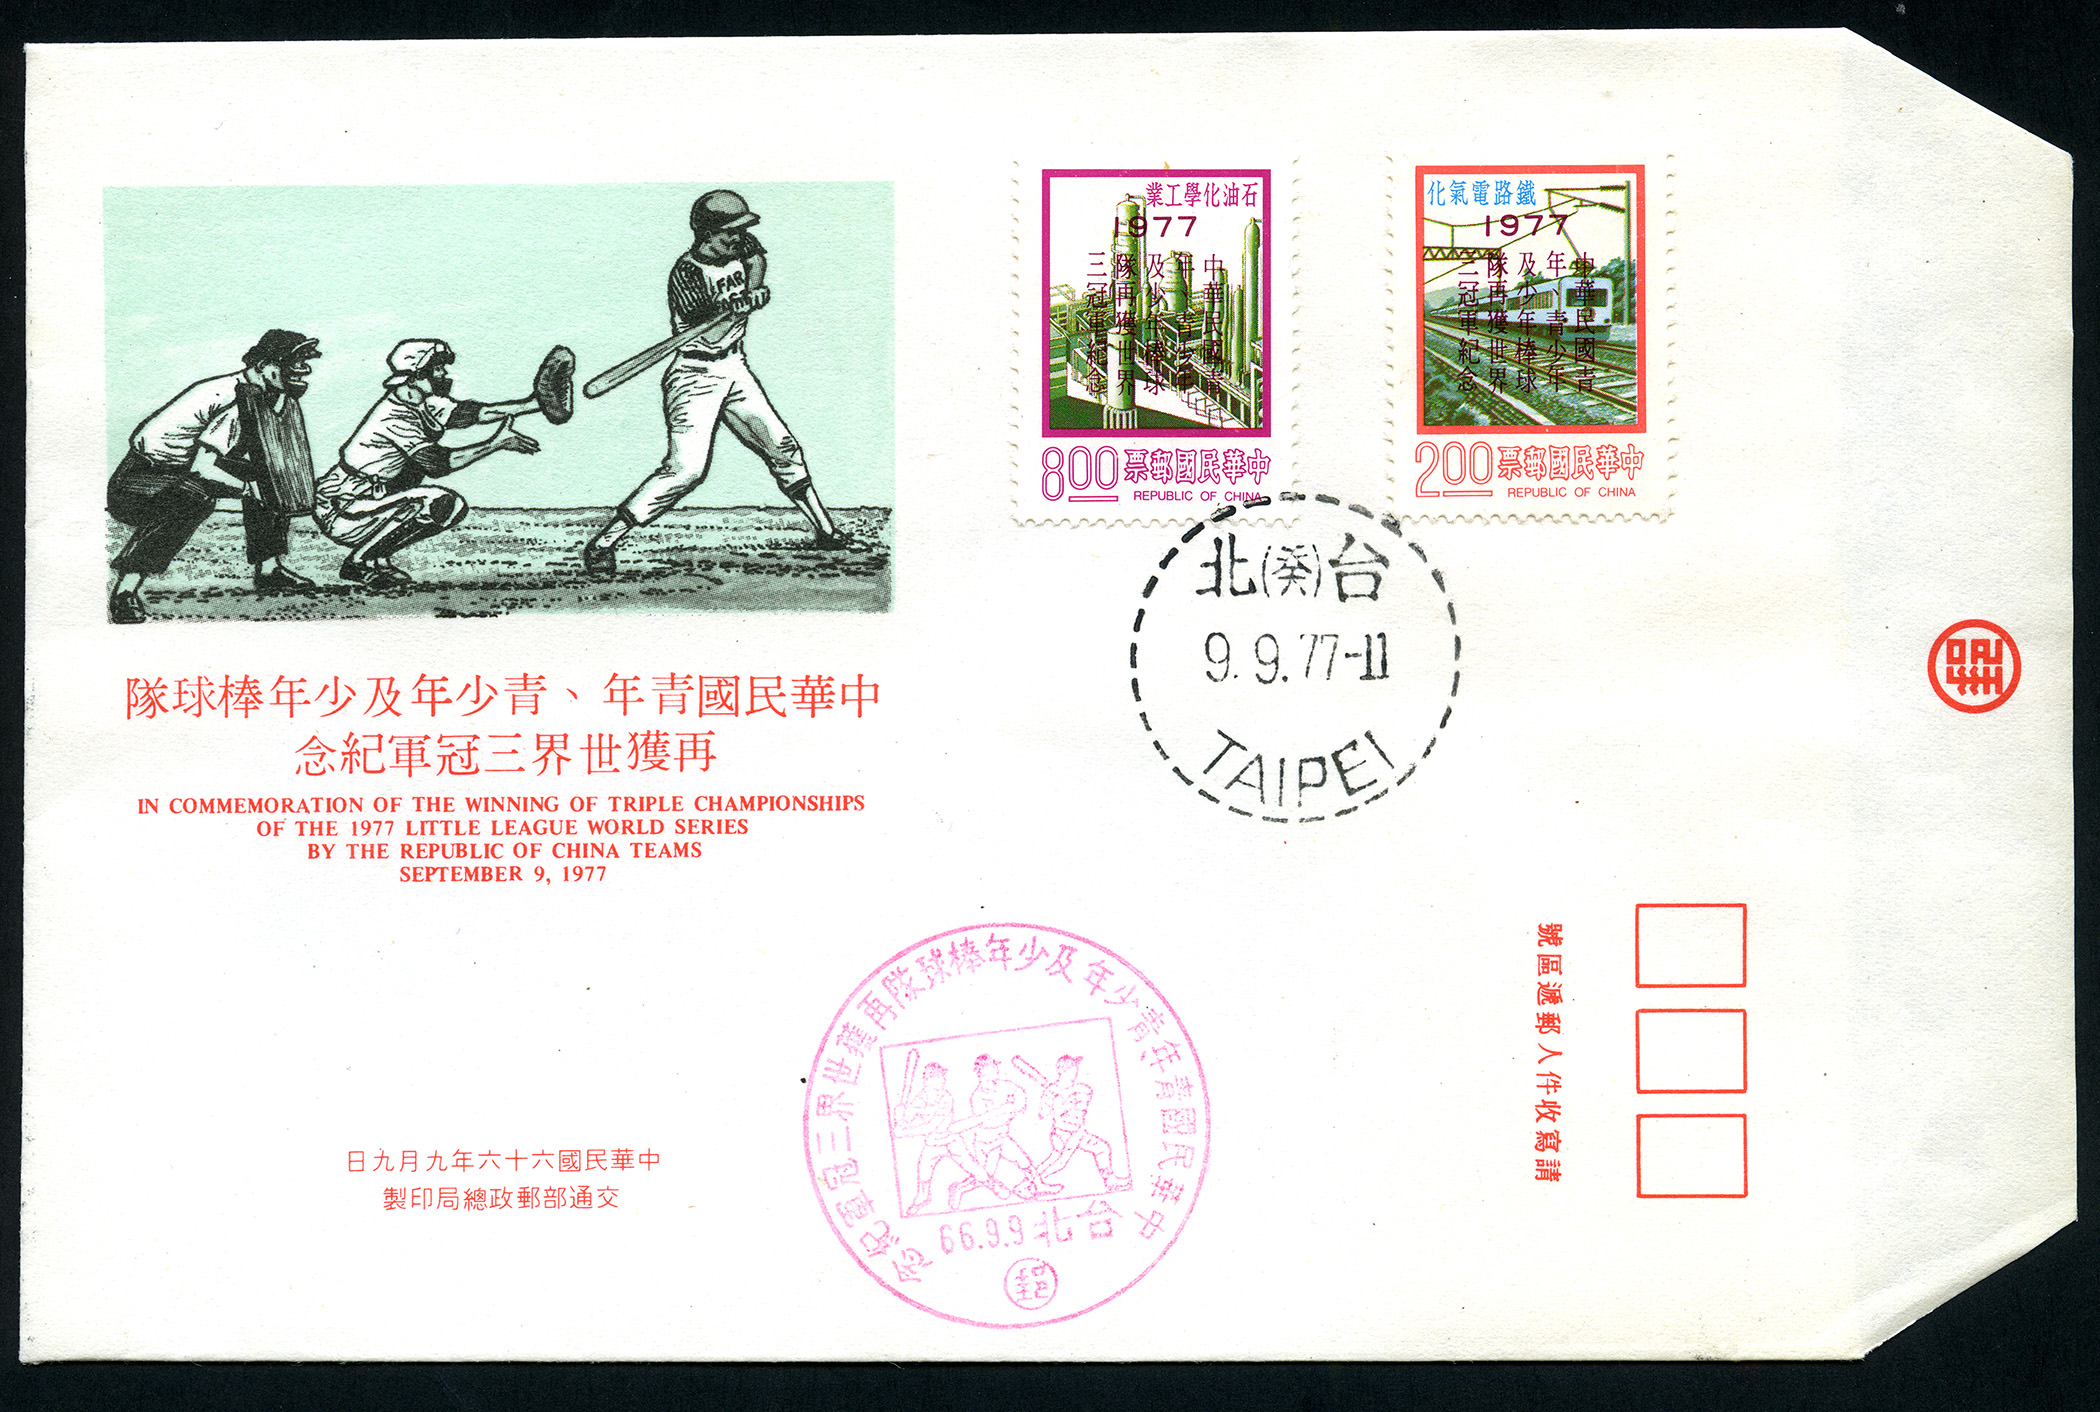 FAR
隊球棒年少及年少青、年青國民華中
念紀軍冠三界世獲再
IN COMMEMORATION OF THE WINNING OF TRIPLE CHAMPIONSHIPS
OF THE 1977 LITTLE LEAGUE WORLD SERIES
BY THE REPUBLIC OF CHINA TEAMS
SEPTEMBER 9, 1977
日九月九年六十六國民華中
製印局總政郵部通交
業工學化油石
1977
中華民國青
年、青少年
及少年棒球
隊再獲世界
三冠軍紀念
8.00 票郵國民華中
REPUBLIC OF CHINA
化氣電路鐵
1977
中華民國青
年、青少年
及少年棒球
隊再獲世界
三冠軍紀念
2.00 票郵國民華中
REPUBLIC OF CHINA
北(癸)台
9.9.77-11
TAIPEI
中華民國青年、青少年及少年棒球隊再獲世界三冠軍紀念
66.9.9 北台
郵
請寫收件人郵遞區號